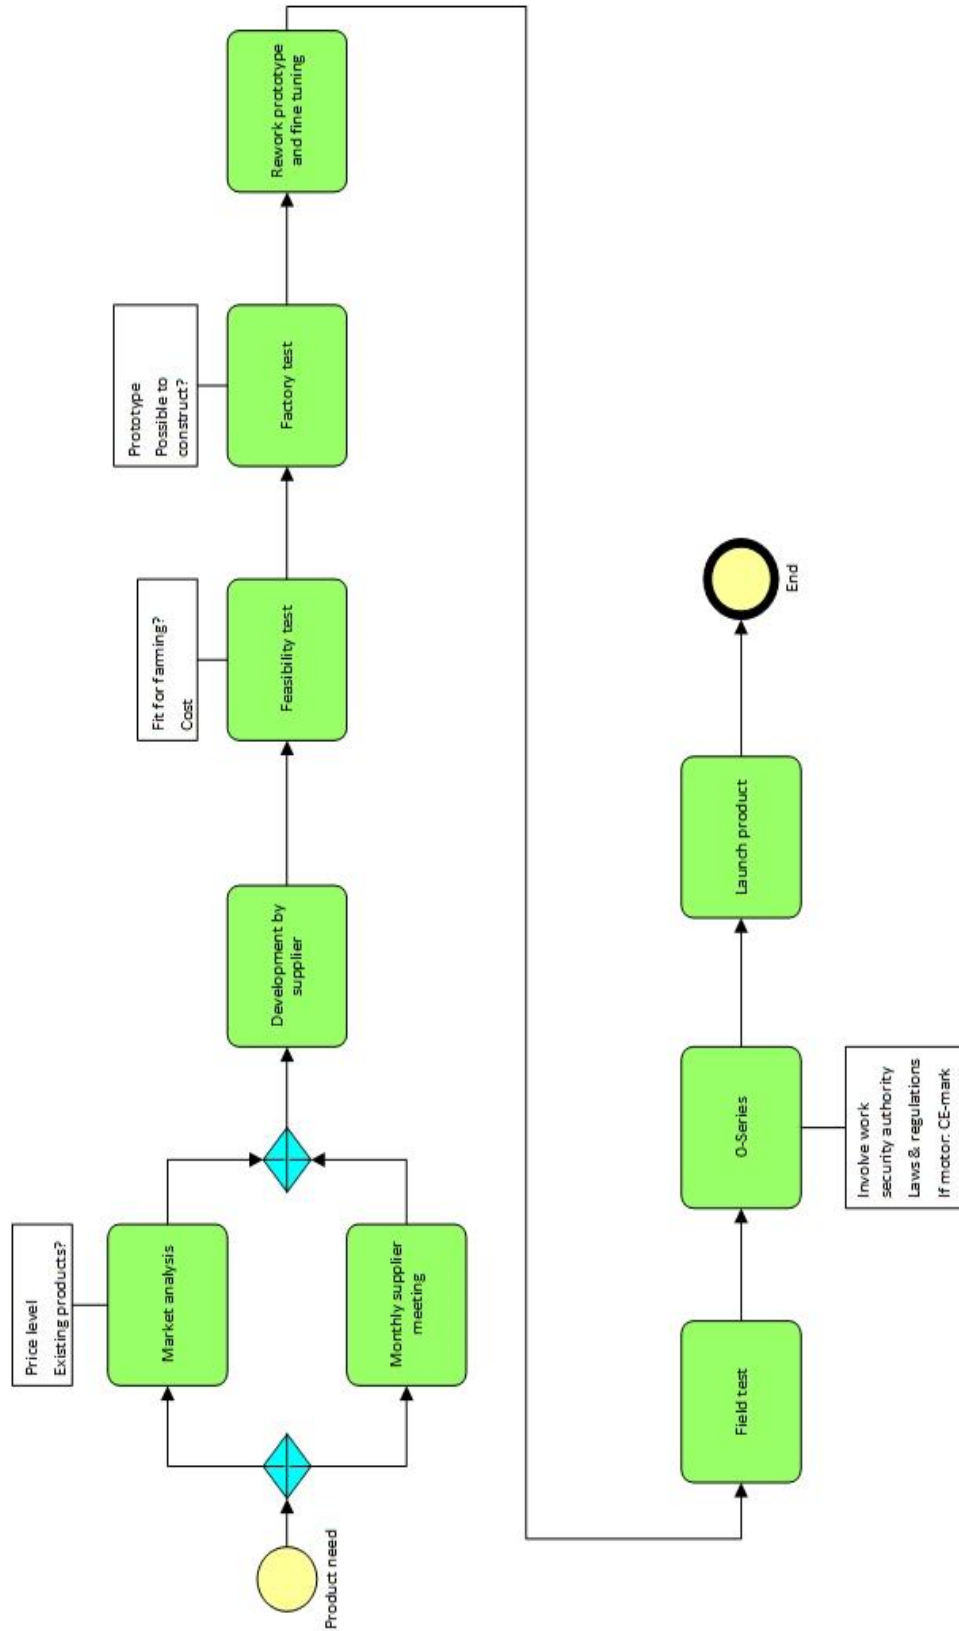 Product need
Price level
Existing products?
Market analysis
Monthly supplier
meeting
Development by
supplier
Fit for farming?
Cost
Feasibility test
Prototype
Possible to
construct?
Factory test
Rework prototype
and fine tuning
Field test
O-Series
Involve work
security authority
Laws & regulations
If motor: CE-mark
Launch product
End